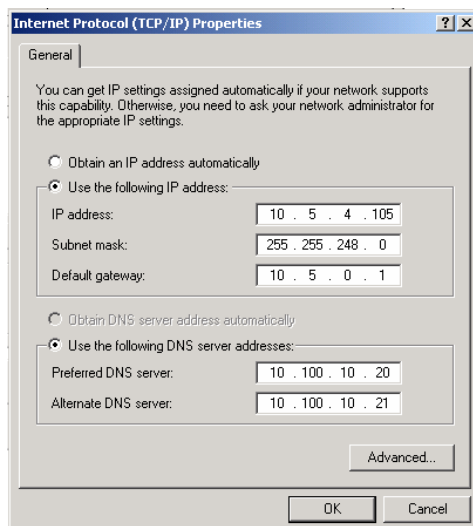 Internet Protocol (TCP/IP) Properties
General
You can get IP settings assigned automatically if your network supports
this capability. Otherwise, you need to ask your network administrator for
the appropriate IP settings.
Obtain an IP address automatically
Use the following IP address:
IP address: 10 . 5 . 4 . 105
Subnet mask: 255 . 255 . 248 . 0
Default gateway: 10 . 5 . 0 . 1
Obtain DNS server address automatically
Use the following DNS server addresses:
Preferred DNS server: 10 . 100 . 10 . 20
Alternate DNS server: 10 . 100 . 10 . 21
Advanced...
OK Cancel